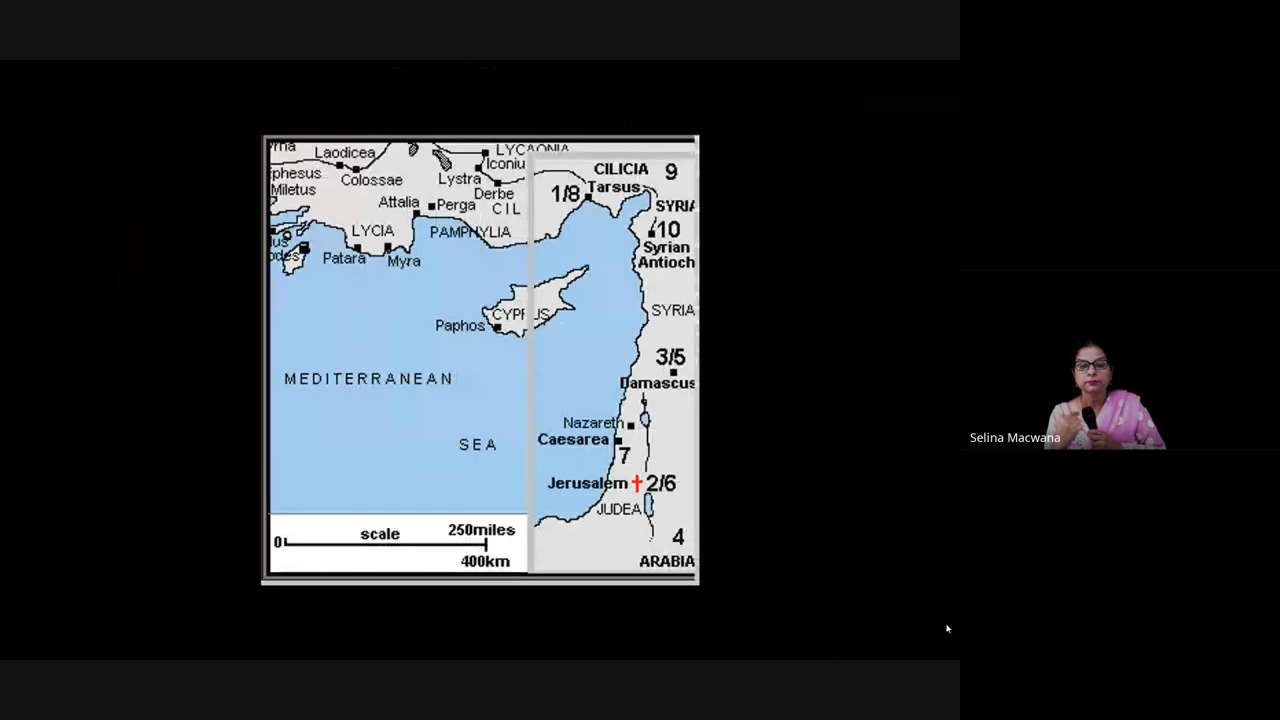 rna
Laodicea
LYCAONIA
Iconiu
CILICIA 9
phesus
Colossae
Lystra
1/8
Tarsus
Miletus
Derbe
Attalia
Perga
CIL
SYRIA
LYCIA
PAMPHYLIA
10
Syrian
Antioch
Patara
Myra
CYPRUS
SYRIA
Paphos
3/5
Damascus
MEDITERRANEAN
Nazareth
Caesarea
SEA
7
Jerusalem 2/6
JUDEA
scale
250miles
0
400km
4
ARABIA
Selina Macwana